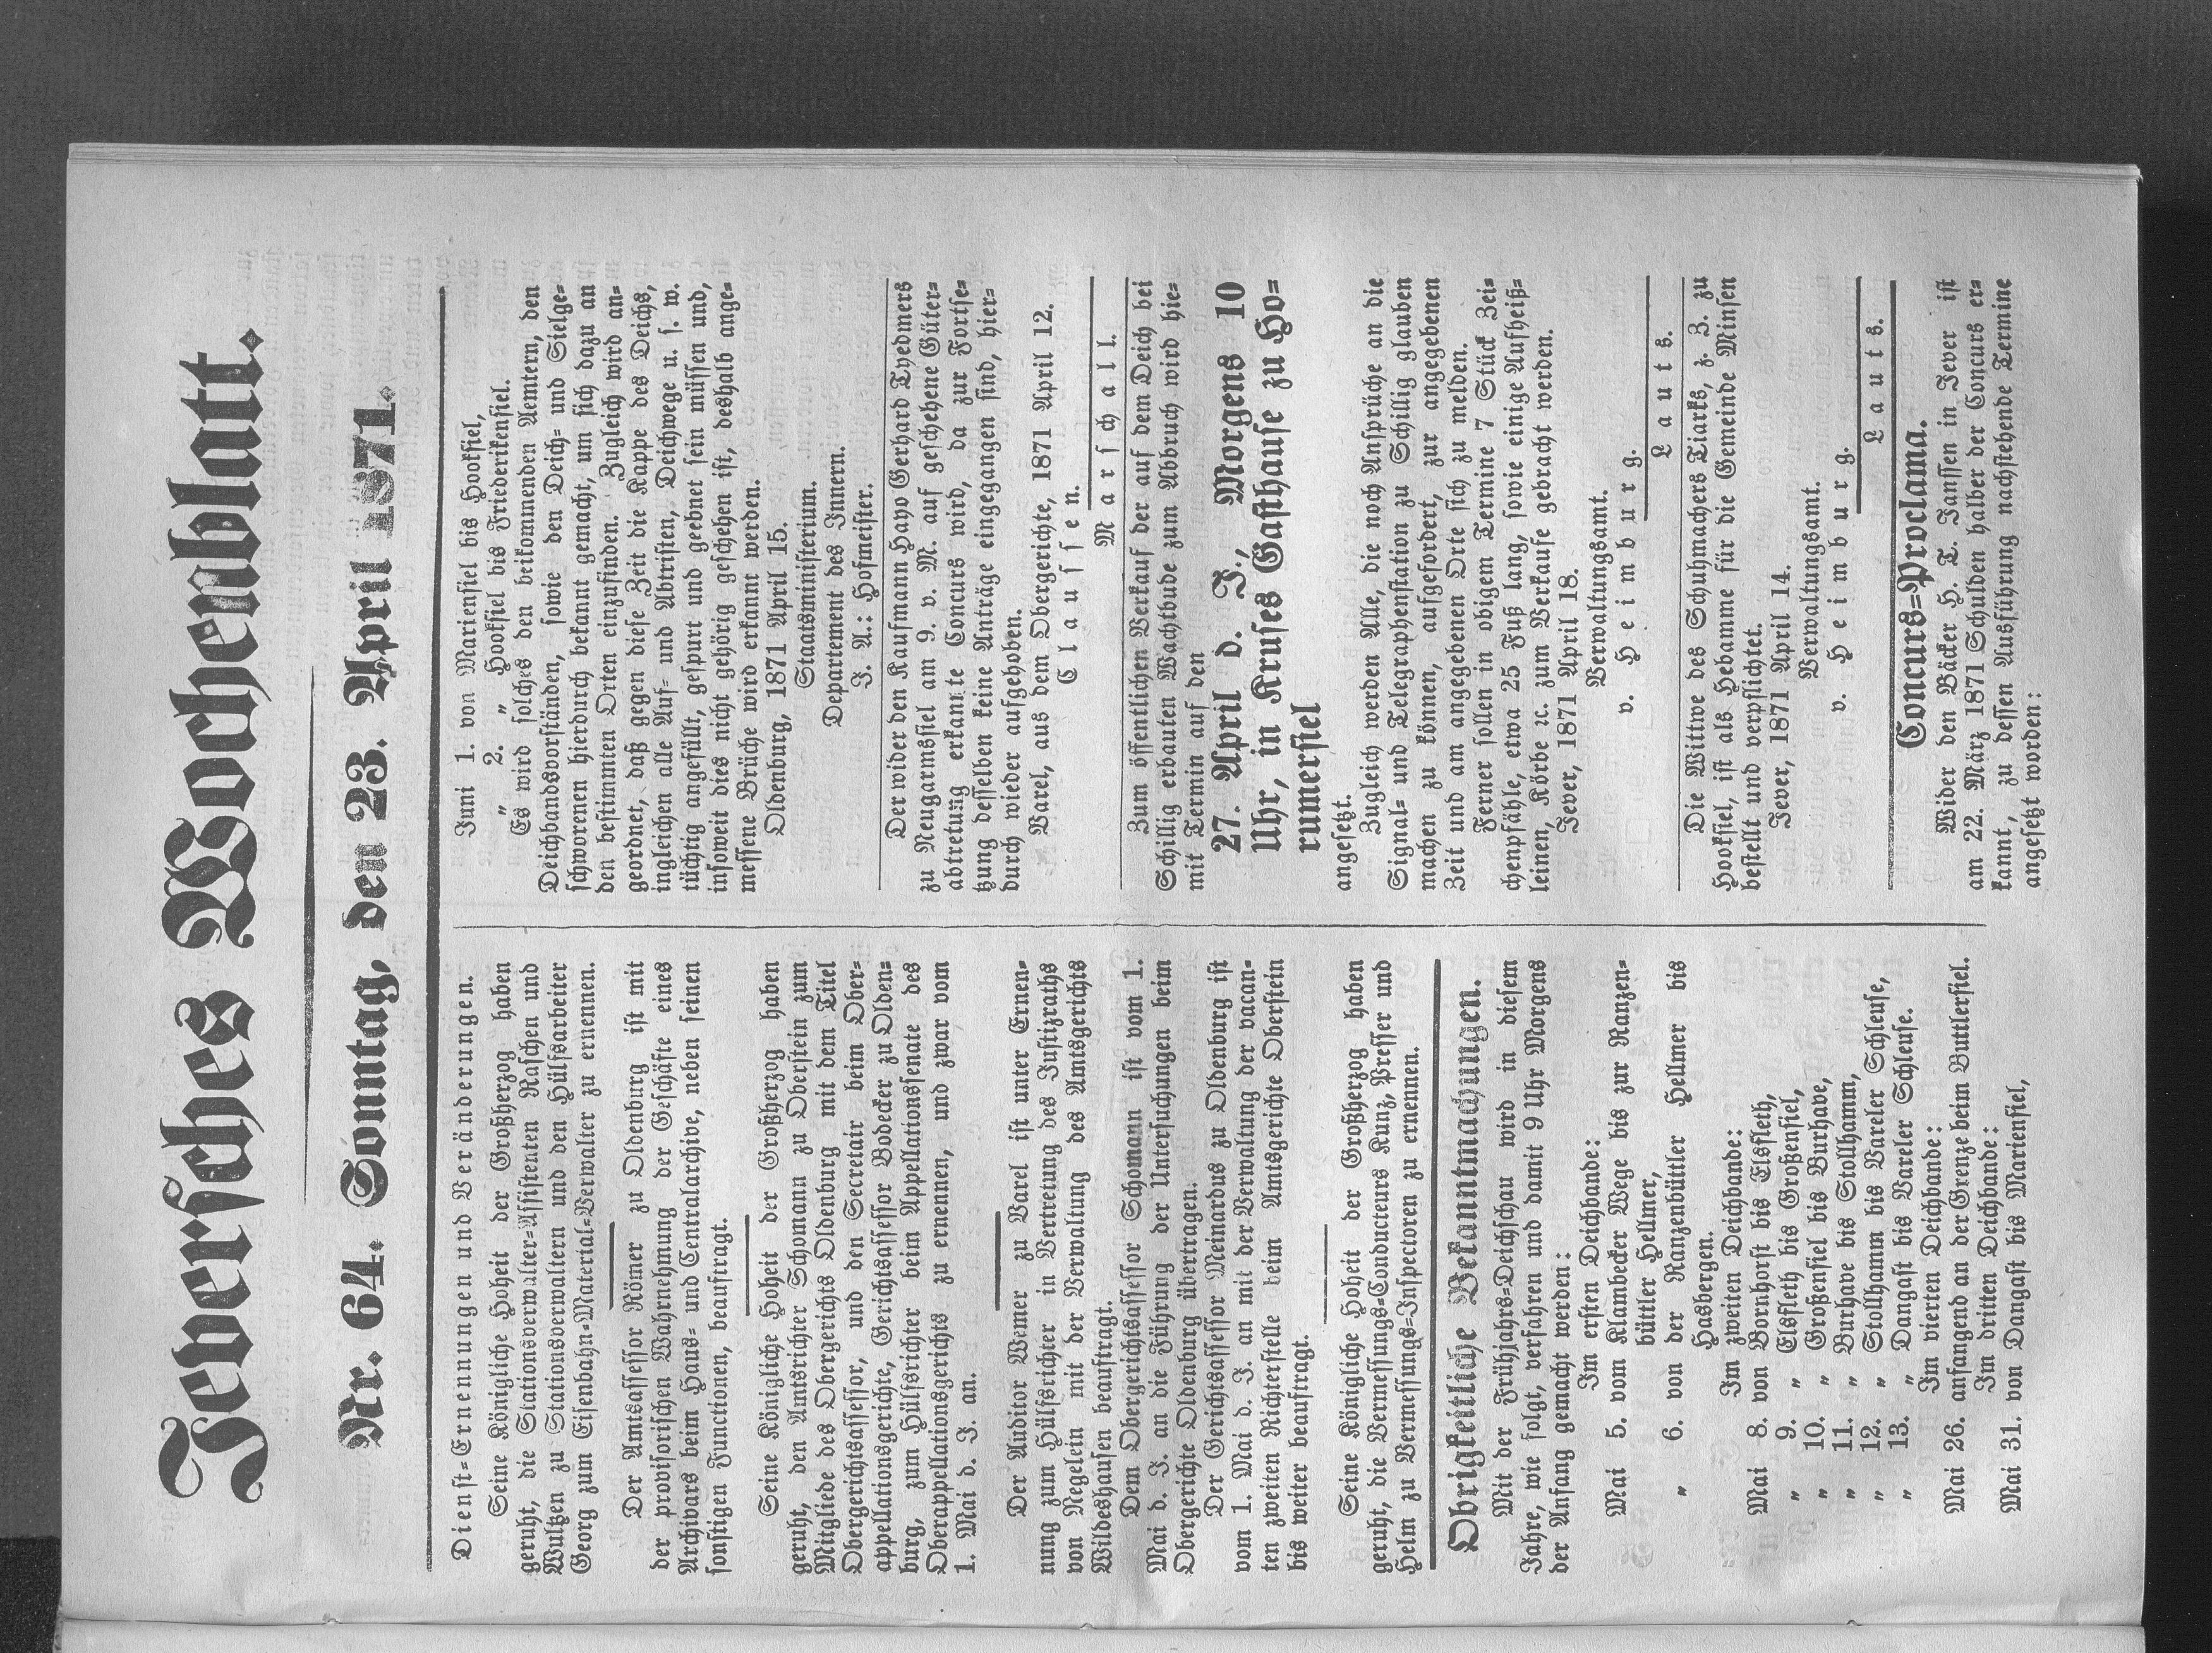 Jeversches Wochenblatt.
Nr. 64. Sonntag, den 23. April 1871.
Dienst=Ernennungen und Veränderungen.
Seine Königliche Hoheit der Großherzog haben
geruht, die Stationsverwalter=Assistenten Raschen und
Wultzen zu Stationsverwaltern und den Hülfsarbeiter
Georg zum Eisenbahn=Material=Verwalter zu ernennen.
Der Amtsassessor Römer zu Oldenburg ist mit
der provisorischen Wahrnehmung der Geschäfte eines
Archivars beim Haus= und Centralarchive, neben seinen
sonstigen Functionen, beauftragt.
Seine Königliche Hoheit der Großherzog haben
geruht, den Amtsrichter Schomann zu Oberstein zum
Mitgliede des Obergerichts Oldenburg mit dem Titel
Obergerichtsassessor, und den Secretair beim Ober=
appellationsgerichte, Gerichtsassessor Bodecker zu Olden=
burg, zum Hülfsrichter beim Appellationssenate des
Oberappellationsgerichts zu ernennen, und zwar vom
1. Mai d. J. an.
Der Auditor Wemer zu Varel ist unter Ernen=
nung zum Hülfsrichter in Vertretung des Justizraths
von Negelein mit der Verwaltung des Amtsgerichts
Wildeshausen beauftragt.
Dem Obergerichtsassessor Schomann ist vom 1.
Mai d. J. an die Führung der Untersuchungen beim
Obergerichte Oldenburg übertragen.
Der Gerichtsassessor Meinardus zu Oldenburg ist
vom 1. Mai d. J. an mit der Verwaltung der vacan=
ten zweiten Richterstelle beim Amtsgerichte Oberstein
bis weiter beauftragt.
Seine Königliche Hoheit der Großherzog haben
geruht, die Vermessungs=Conducteurs Kunz, Presser und
Helm zu Vermessungs=Inspectoren zu ernennen.
Obrigkeitliche Bekanntmachungen.
Mit der Frühjahrs=Deichschau wird in diesem
Jahre, wie folgt, verfahren und damit 9 Uhr Morgens
der Anfang gemacht werden:
Im ersten Deichbande:
Mai 5. vom Klambecker Wege bis zur Ranzen=
büttler Hellmer,
„ 6. von der Ranzenbüttler Hellmer bis
Hasbergen.
Im zweiten Deichbande:
Mai 8. von Bornhorst bis Elsfleth,
„ 9. „ Elsfleth bis Großensiel,
„ 10. „ Großensiel bis Burhave,
„ 11. „ Burhave bis Stollhamm,
„ 12. „ Stollhamm bis Vareler Schleuse,
„ 13. „ Dangast bis Vareler Schleuse.
Im vierten Deichbande:
Mai 26. anfangend an der Grenze beim Buttlersiel.
Im dritten Deichbande:
Mai 31. von Dangast bis Mariensiel,
Juni 1. von Mariensiel bis Hooksiel,
„ 2. „ Hooksiel bis Friederikensiel.
Es wird solches den beikommenden Aemtern, den
Deichbandsvorständen, sowie den Deich= und Sielge=
schworenen hierdurch bekannt gemacht, um sich dazu an
den bestimmten Orten einzufinden. Zugleich wird an=
geordnet, daß gegen diese Zeit die Kappe des Deichs,
ingleichen alle Auf= und Abtriften, Deichwege u. s. w.
tüchtig angefüllt, gespurt und geebnet sein müssen und,
insoweit dies nicht gehörig geschehen ist, deshalb ange=
messene Brüche wird erkannt werden.
Oldenburg, 1871 April 15.
Staatsministerium.
Departement des Innern.
J. A.: Hofmeister.
Der wider den Kaufmann Hayo Gerhard Thedmers
zu Neugarmssiel am 9. v. M. auf geschehene Güter=
abtretung erkannte Concurs wird, da zur Fortse=
tzung desselben keine Anträge eingegangen sind, hier=
durch wieder aufgehoben.
Varel, aus dem Obergerichte, 1871 April 12.
Claussen.
Marschall.
Zum öffentlichen Verkauf der auf dem Deich bei
Schillig erbauten Wachtbude zum Abbruch wird hie=
mit Termin auf den
27. April d. J., Morgens 10
Uhr, in Kruses Gasthause zu Ho=
rumersiel
angesetzt.
Zugleich werden Alle, die noch Ansprüche an die
Signal= und Telegraphenstation zu Schillig glauben
machen zu können, aufgefordert, zur angegebenen
Zeit und am angegebenen Orte sich zu melden.
Ferner sollen in obigem Termine 7 Stück Zei=
chenpfähle, etwa 25 Fuß lang, sowie einige Aufheiß=
leinen, Körbe ꝛc. zum Verkaufe gebracht werden.
Jever, 1871 April 18.
Verwaltungsamt.
v. Heimburg.
Lauts.
Die Wittwe des Schuhmachers Tiarks, z. Z. zu
Hooksiel, ist als Hebamme für die Gemeinde Minsen
bestellt und verpflichtet.
Jever, 1871 April 14.
Verwaltungsamt.
v. Heimburg.
Lauts.
Concurs=Proclama.
Wider den Bäcker H. T. Janssen in Jever ist
am 22. März 1871 Schulden halber der Concurs er=
kannt, zu dessen Ausführung nachstehende Termine
angesetzt worden: